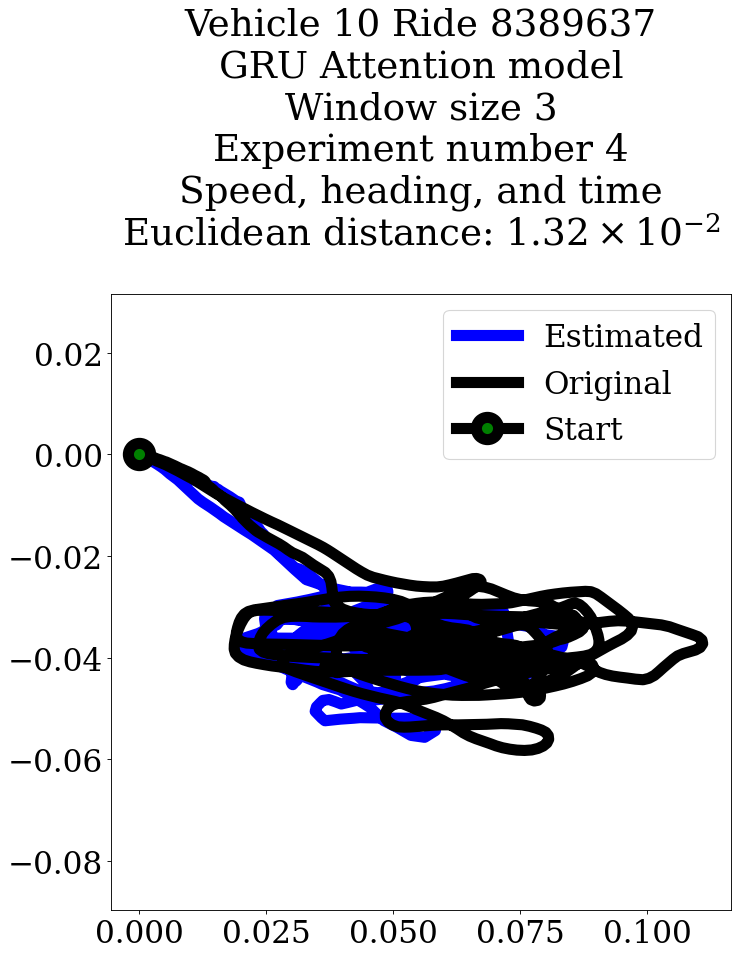 Vehicle 10 Ride 8389637
GRU Attention model
Window size 3
Experiment number 4
Speed, heading, and time
Euclidean distance: 1.32 × 10⁻²
Estimated
Original
Start
0.02
0.00
−0.02
−0.04
−0.06
−0.08
0.000 0.025 0.050 0.075 0.100